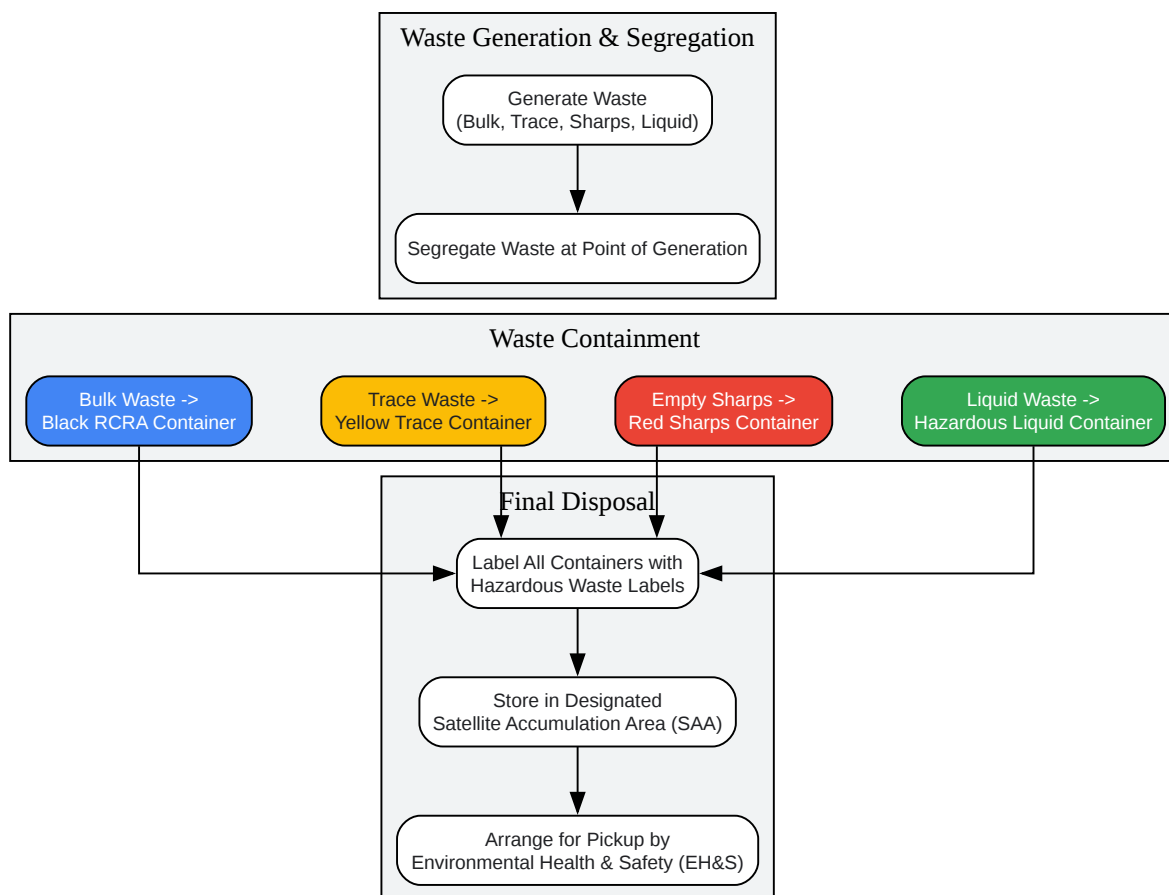 Waste Generation & Segregation
Generate Waste
(Bulk, Trace, Sharps, Liquid)
Segregate Waste at Point of Generation
Waste Containment
Bulk Waste ->
Black RCRA Container
Trace Waste ->
Yellow Trace Container
Empty Sharps ->
Red Sharps Container
Liquid Waste ->
Hazardous Liquid Container
Final Disposal
Label All Containers with
Hazardous Waste Labels
Store in Designated
Satellite Accumulation Area (SAA)
Arrange for Pickup by
Environmental Health & Safety (EH&S)